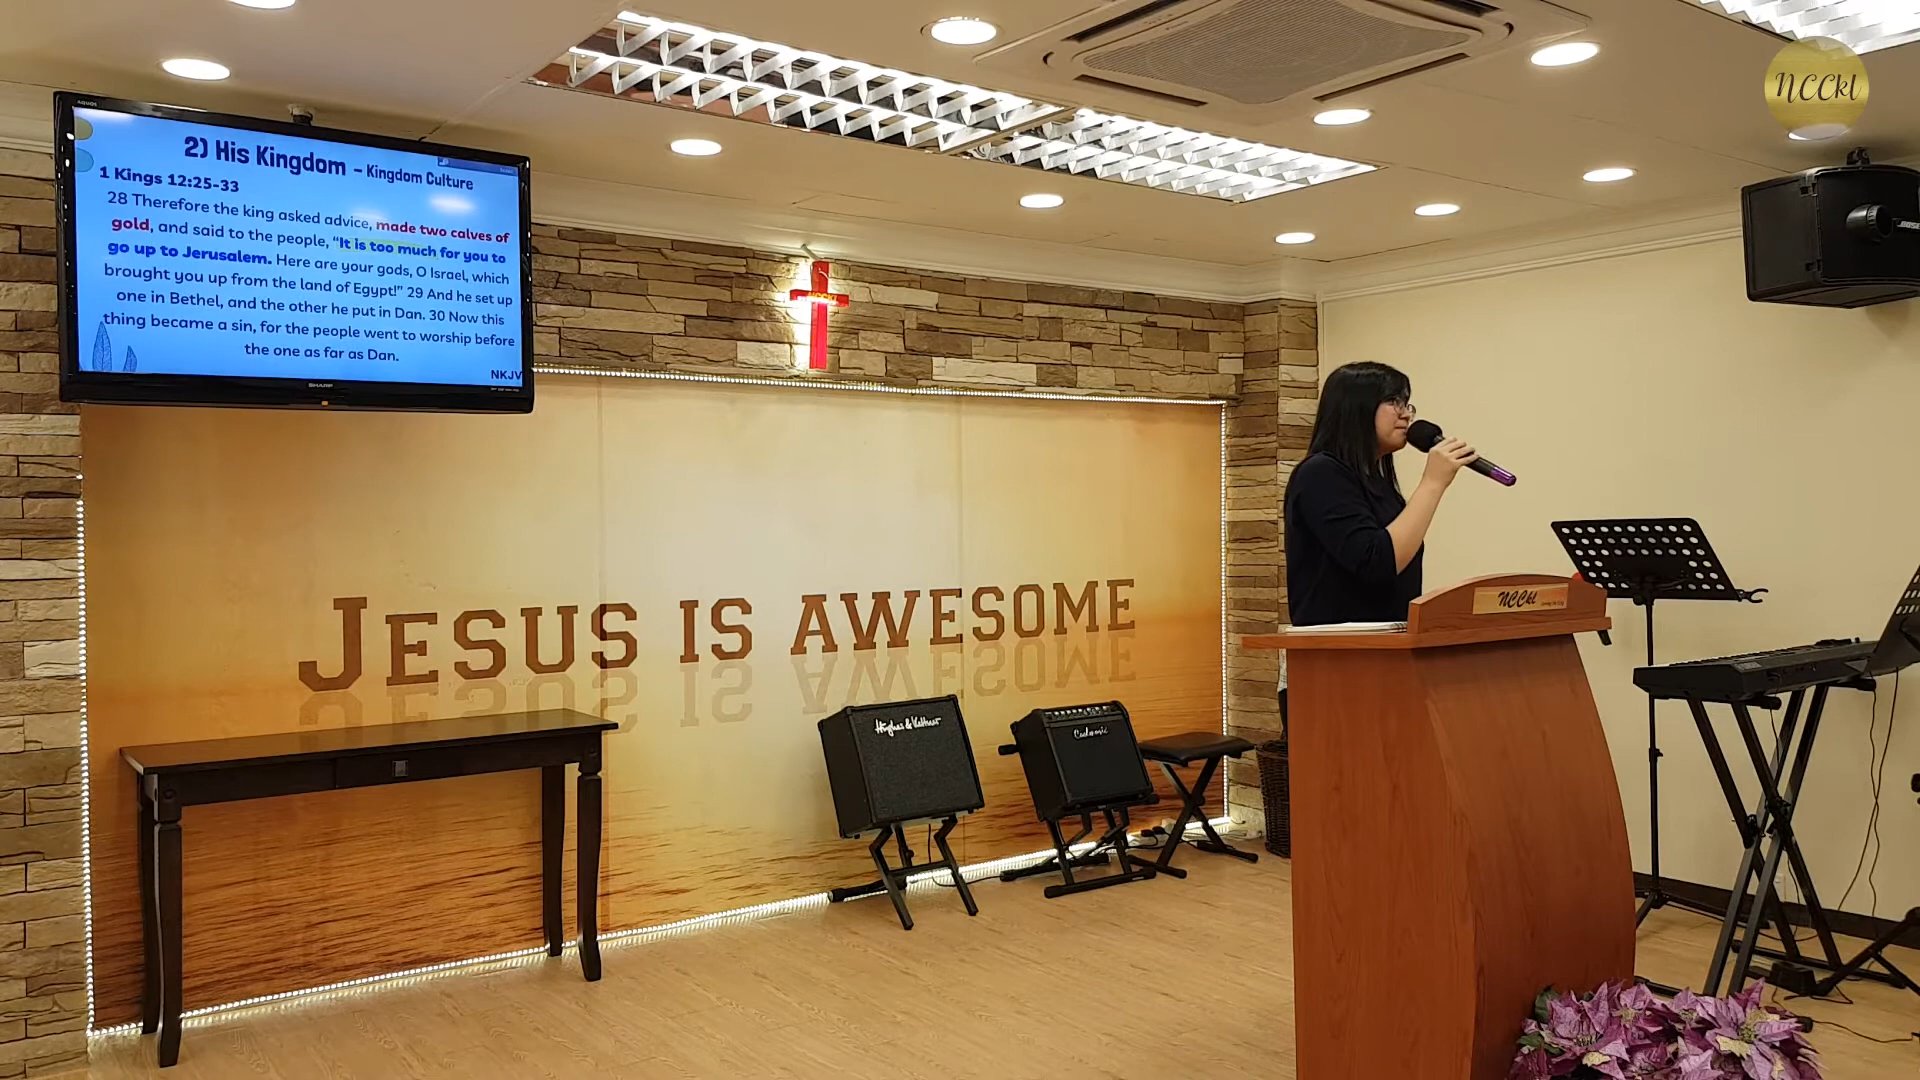 AQUOS
2) His Kingdom - Kingdom Culture
1 Kings 12:25-33
28 Therefore the king asked advice, made two calves of
gold, and said to the people, "It is too much for you to
go up to Jerusalem. Here are your gods, O Israel, which
brought you up from the land of Egypt!" 29 And he set up
one in Bethel, and the other he put in Dan. 30 Now this
thing became a sin, for the people went to worship before
the one as far as Dan.
NKJV
SHARP
NCCkl
NCCKL
BOSE
JESUS IS AWESOME
Hughes & Kettner
NCCkl